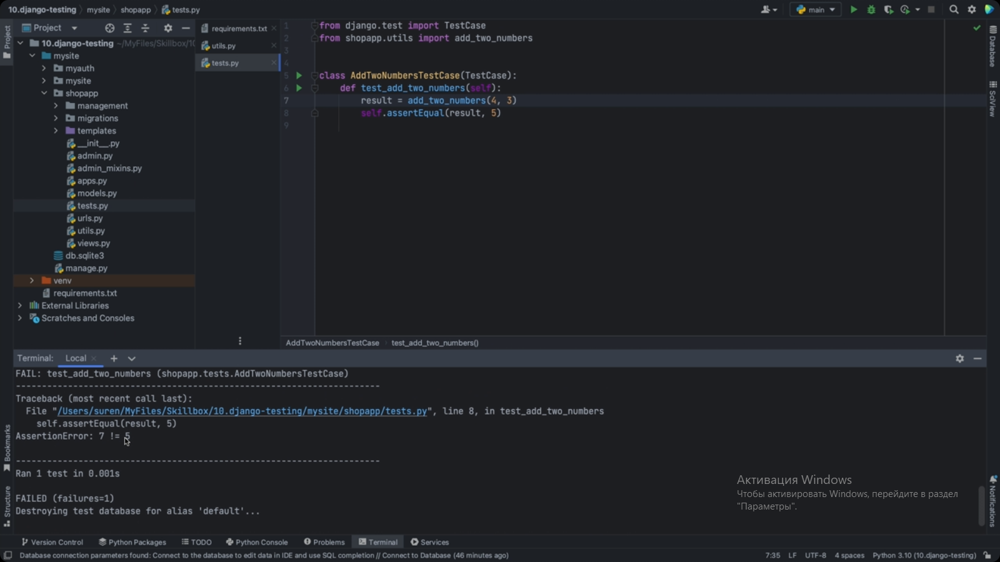 10.django-testing mysite shopapp tests.py
main
Project
10.django-testing ~/MyFiles/Skillbox/10
mysite
myauth
mysite
shopapp
management
migrations
templates
__init__.py
admin.py
admin_mixins.py
apps.py
models.py
tests.py
urls.py
utils.py
views.py
db.sqlite3
manage.py
venv
requirements.txt
External Libraries
Scratches and Consoles
requirements.txt
utils.py
tests.py
1 from django.test import TestCase
2 from shopapp.utils import add_two_numbers
3
4
5 class AddTwoNumbersTestCase(TestCase):
6 def test_add_two_numbers(self):
7 result = add_two_numbers(4, 3)
8 self.assertEqual(result, 5)
9
AddTwoNumbersTestCase test_add_two_numbers()
Project
Bookmarks
Structure
Database
SciView
Notifications
Terminal: Local
FAIL: test_add_two_numbers (shopapp.tests.AddTwoNumbersTestCase)
----------------------------------------------------------------------
Traceback (most recent call last):
File "/Users/suren/MyFiles/Skillbox/10.django-testing/mysite/shopapp/tests.py", line 8, in test_add_two_numbers
self.assertEqual(result, 5)
AssertionError: 7 != 5
----------------------------------------------------------------------
Ran 1 test in 0.001s
FAILED (failures=1)
Destroying test database for alias 'default'...
Активация Windows
Чтобы активировать Windows, перейдите в раздел
"Параметры".
Version Control Python Packages TODO Python Console Problems Terminal Services
Database connection parameters found: Connect to the database to edit data in IDE and use SQL completion // Connect to Database (46 minutes ago) 7:35 LF UTF-8 4 spaces Python 3.10 (10.django-testing)